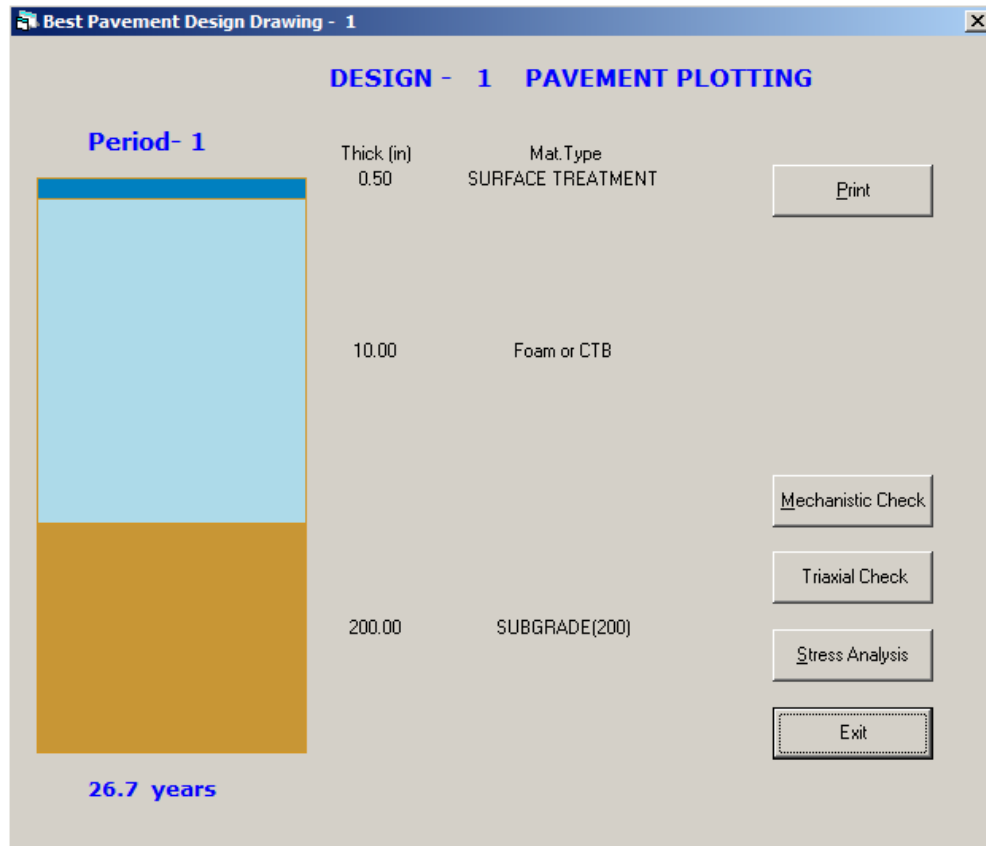 Best Pavement Design Drawing - 1
DESIGN - 1 PAVEMENT PLOTTING
Period- 1
Thick (in) Mat.Type
0.50 SURFACE TREATMENT
Print
10.00 Foam or CTB
Mechanistic Check
Triaxial Check
200.00 SUBGRADE(200)
Stress Analysis
Exit
26.7 years